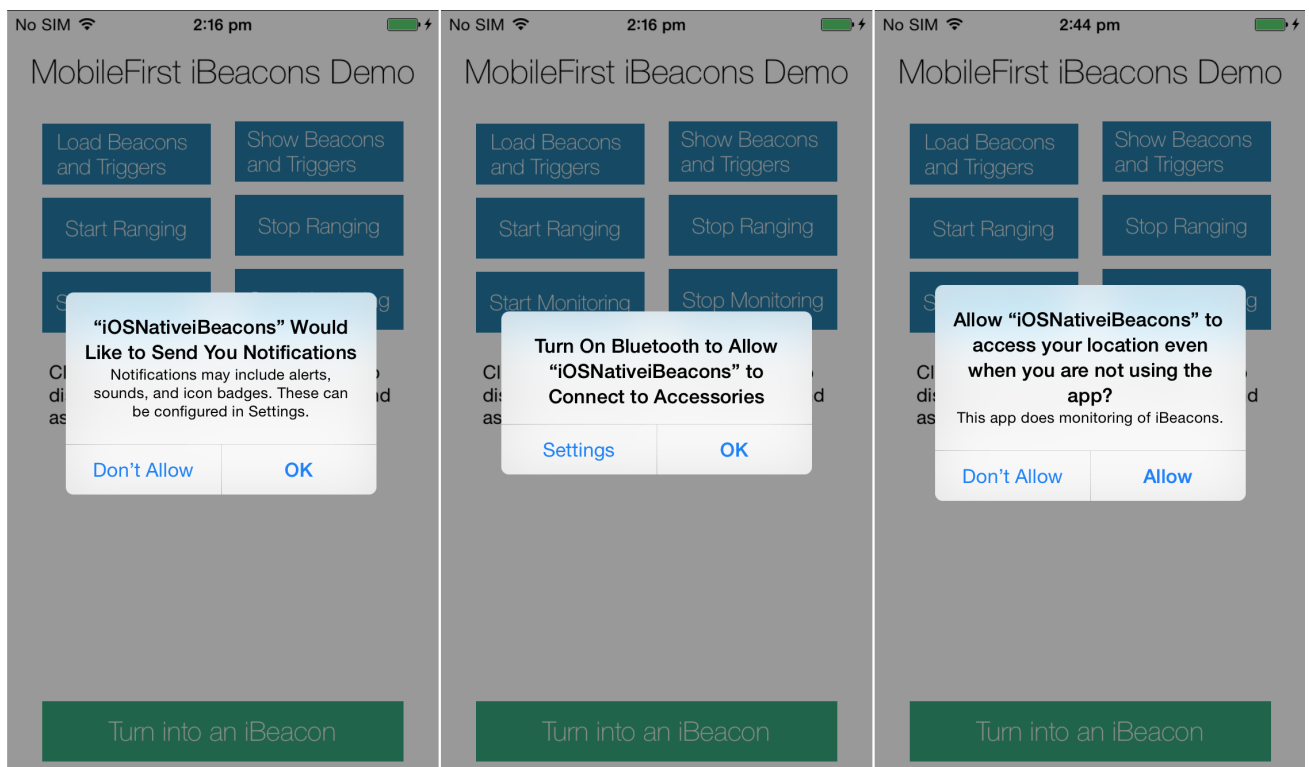 No SIM 2:16 pm
MobileFirst iBeacons Demo
Load Beacons
and Triggers
Show Beacons
and Triggers
Start Ranging
Stop Ranging
“iOSNativeiBeacons” Would
Like to Send You Notifications
Notifications may include alerts,
sounds, and icon badges. These can
be configured in Settings.
Don’t Allow
OK
Turn into an iBeacon
No SIM 2:16 pm
MobileFirst iBeacons Demo
Load Beacons
and Triggers
Show Beacons
and Triggers
Start Ranging
Stop Ranging
Start Monitoring
Stop Monitoring
Turn On Bluetooth to Allow
“iOSNativeiBeacons” to
Connect to Accessories
Settings
OK
Turn into an iBeacon
No SIM 2:44 pm
MobileFirst iBeacons Demo
Load Beacons
and Triggers
Show Beacons
and Triggers
Start Ranging
Stop Ranging
Allow “iOSNativeiBeacons” to
access your location even
when you are not using the
app?
This app does monitoring of iBeacons.
Don’t Allow
Allow
Turn into an iBeacon